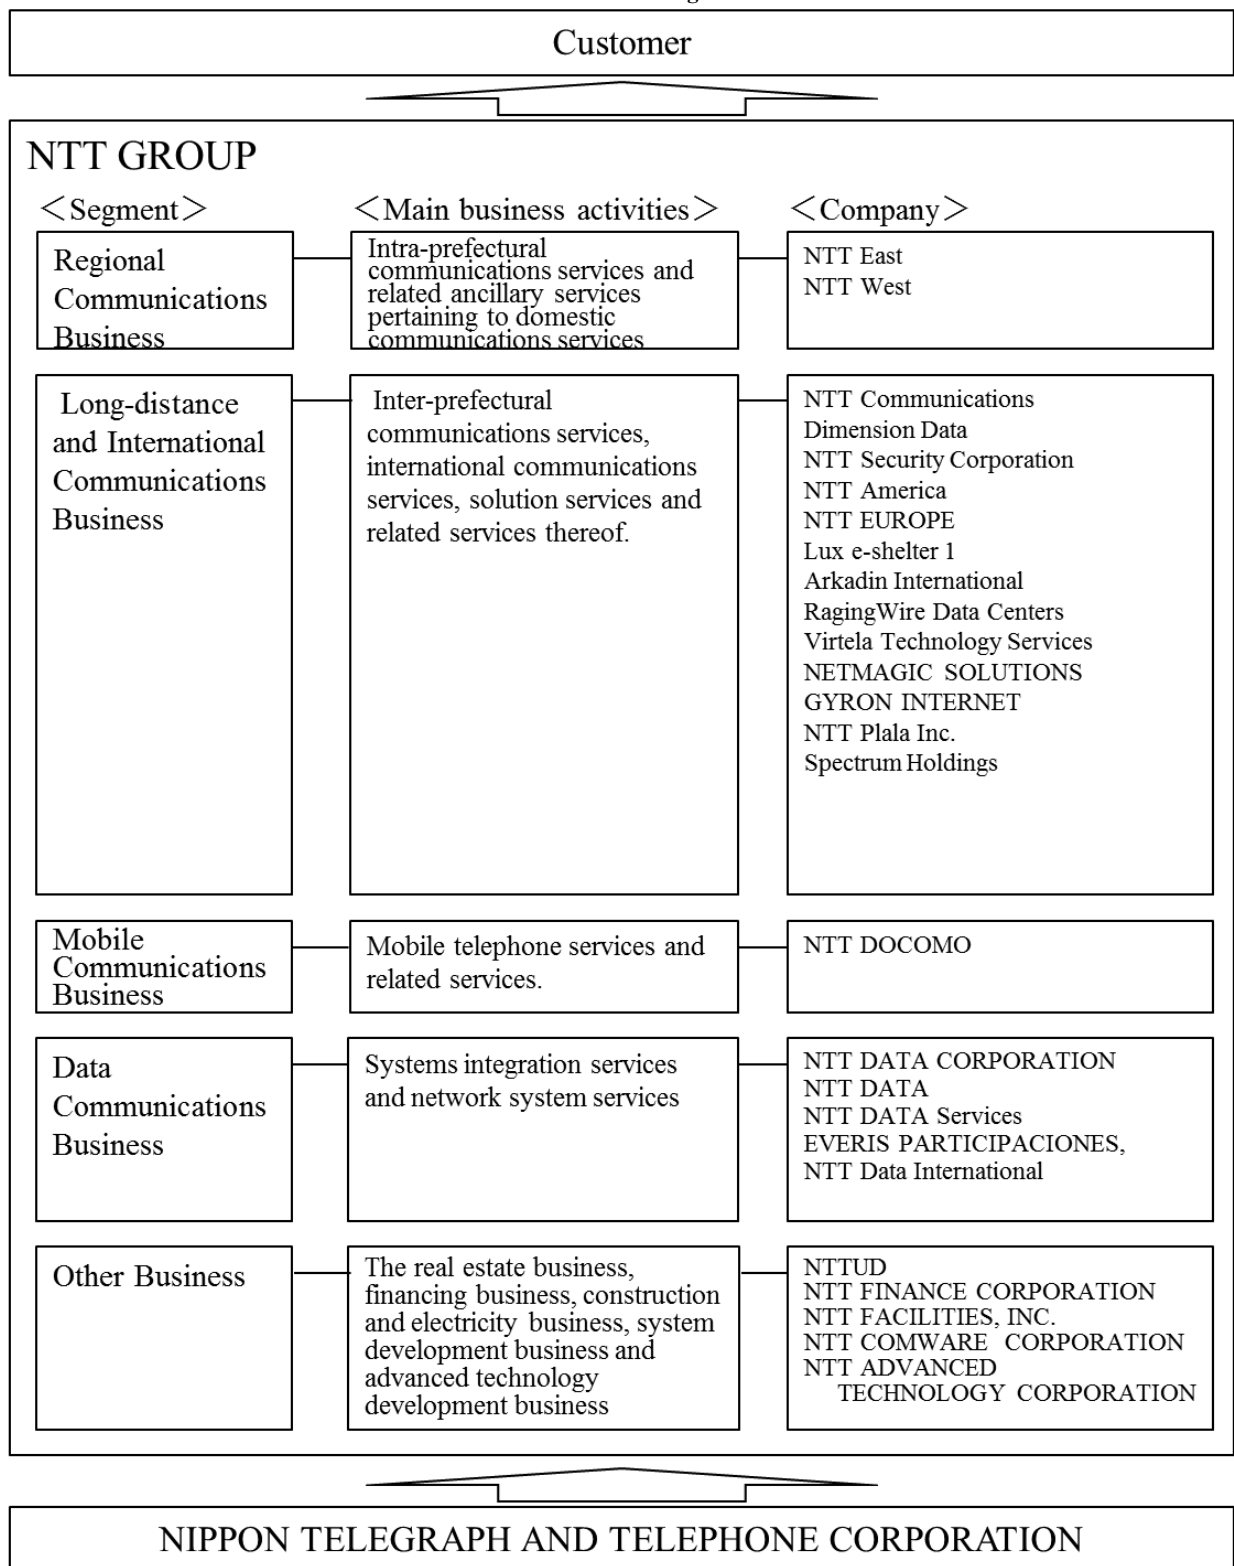 Customer
NTT GROUP
＜Segment＞
＜Main business activities＞
＜Company＞
Regional
Communications
Business
Intra-prefectural
communications services and
related ancillary services
pertaining to domestic
communications services
NTT East
NTT West
Long-distance
and International
Communications
Business
Inter-prefectural
communications services,
international communications
services, solution services and
related services thereof.
NTT Communications
Dimension Data
NTT Security Corporation
NTT America
NTT EUROPE
Lux e-shelter 1
Arkadin International
RagingWire Data Centers
Virtela Technology Services
NETMAGIC SOLUTIONS
GYRON INTERNET
NTT Plala Inc.
Spectrum Holdings
Mobile
Communications
Business
Mobile telephone services and
related services.
NTT DOCOMO
Data
Communications
Business
Systems integration services
and network system services
NTT DATA CORPORATION
NTT DATA
NTT DATA Services
EVERIS PARTICIPACIONES,
NTT Data International
Other Business
The real estate business,
financing business, construction
and electricity business, system
development business and
advanced technology
development business
NTTUD
NTT FINANCE CORPORATION
NTT FACILITIES, INC.
NTT COMWARE CORPORATION
NTT ADVANCED
TECHNOLOGY CORPORATION
NIPPON TELEGRAPH AND TELEPHONE CORPORATION